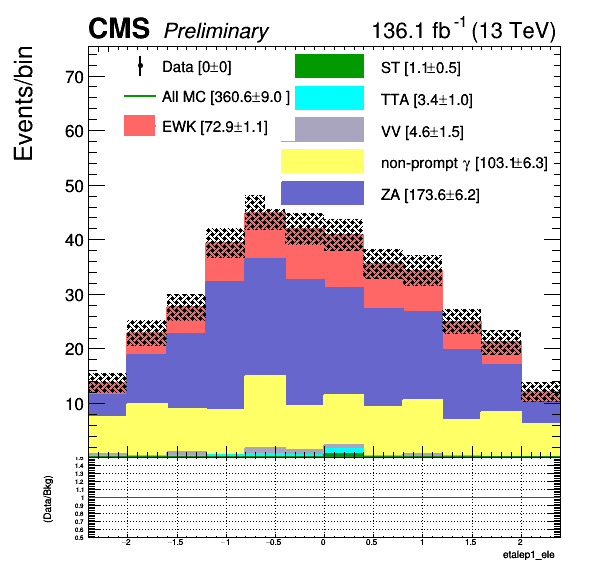 CMS Preliminary 136.1 fb⁻¹ (13 TeV)
Events/bin
Data [0±0]
All MC [360.6±9.0 ]
EWK [72.9±1.1]
ST [1.1±0.5]
TTA [3.4±1.0]
VV [4.6±1.5]
non-prompt γ [103.1±6.3]
ZA [173.6±6.2]
70
60
50
40
30
20
10
(Data/Bkg)
1.5
1.4
1.3
1.2
1.1
1
0.9
0.8
0.7
0.6
0.5
−2 −1.5 −1 −0.5 0 0.5 1 1.5 2
etalep1_ele